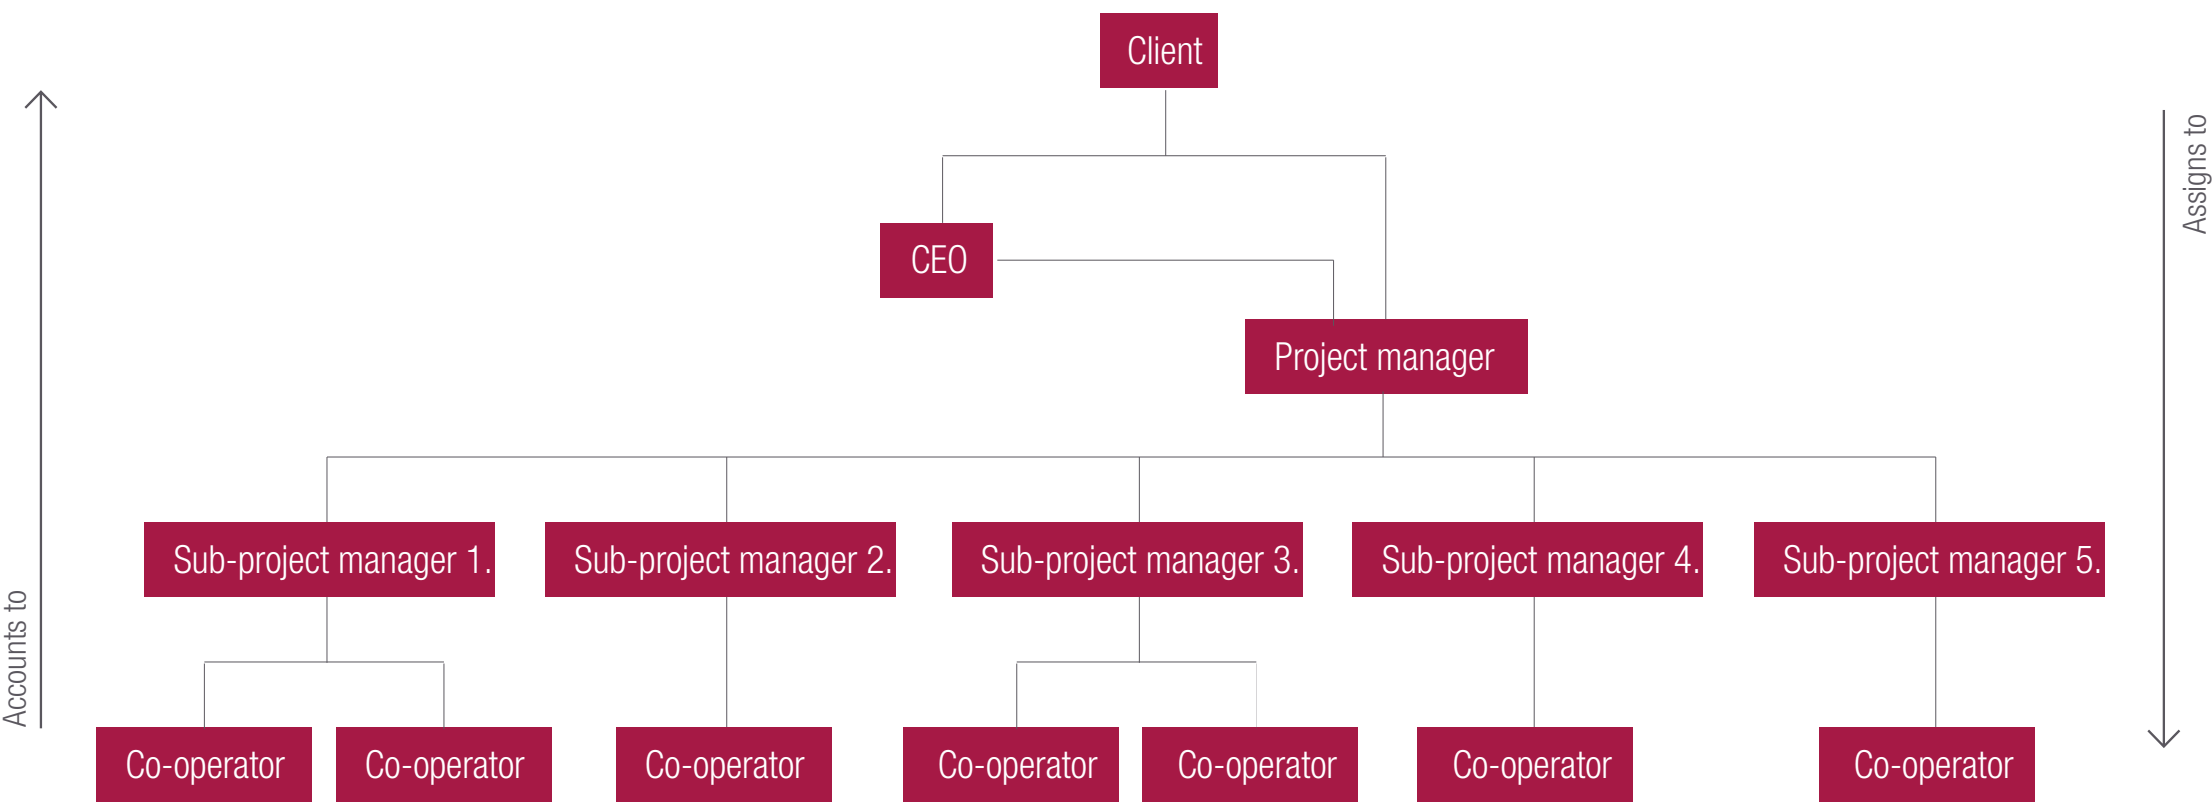 Client
Assigns to
CEO
Project manager
Sub-project manager 1.
Sub-project manager 2.
Sub-project manager 3.
Sub-project manager 4.
Sub-project manager 5.
Accounts to
Co-operator
Co-operator
Co-operator
Co-operator
Co-operator
Co-operator
Co-operator